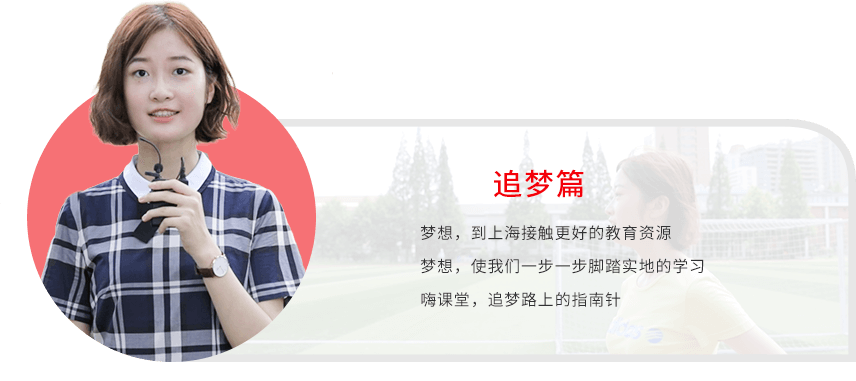 追梦篇
梦想，到上海接触更好的教育资源
梦想，使我们一步一步脚踏实地的学习
嗨课堂，追梦路上的指南针